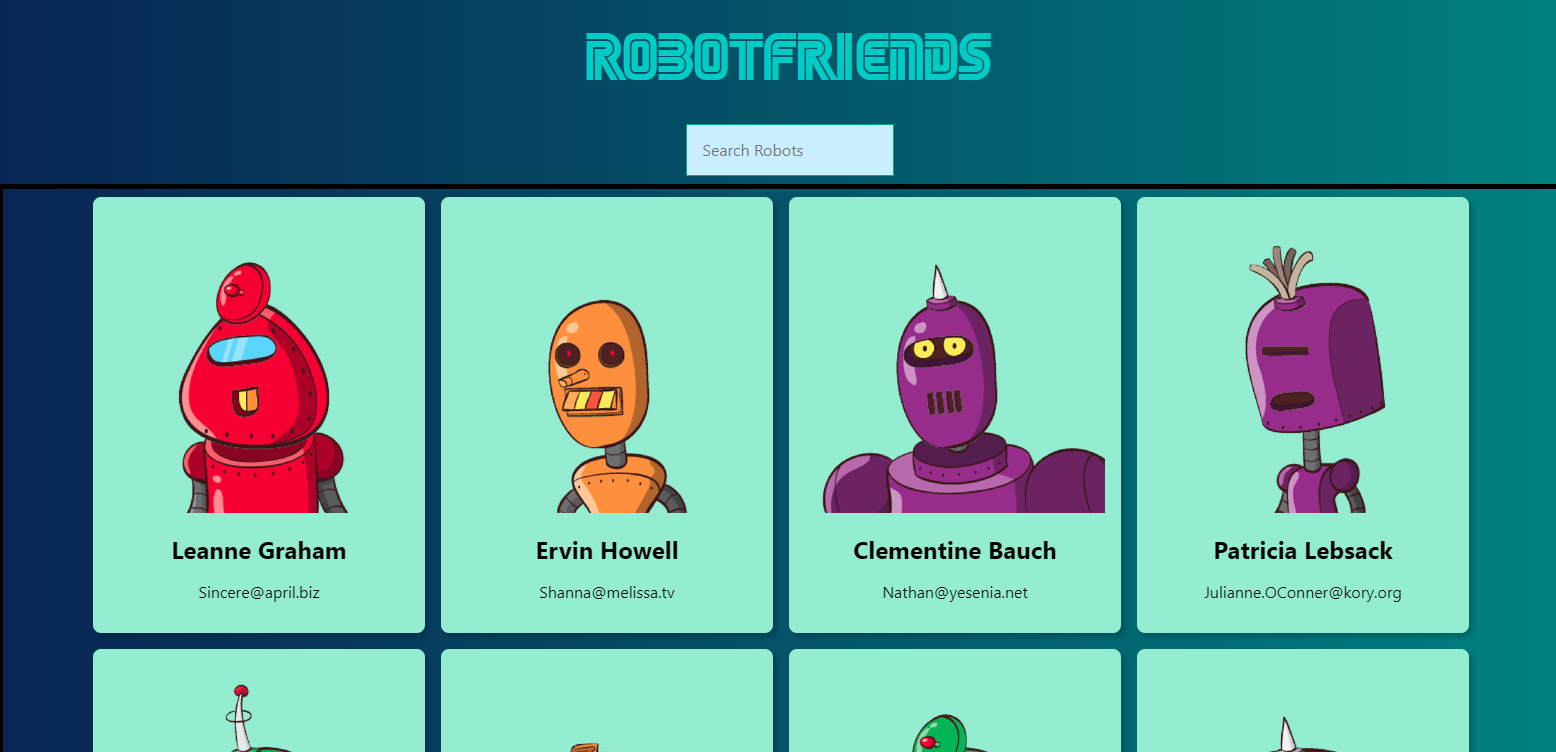 ROBOTFRIENDS
Search Robots
Leanne Graham
Sincere@april.biz
Ervin Howell
Shanna@melissa.tv
Clementine Bauch
Nathan@yesenia.net
Patricia Lebsack
Julianne.OConner@kory.org